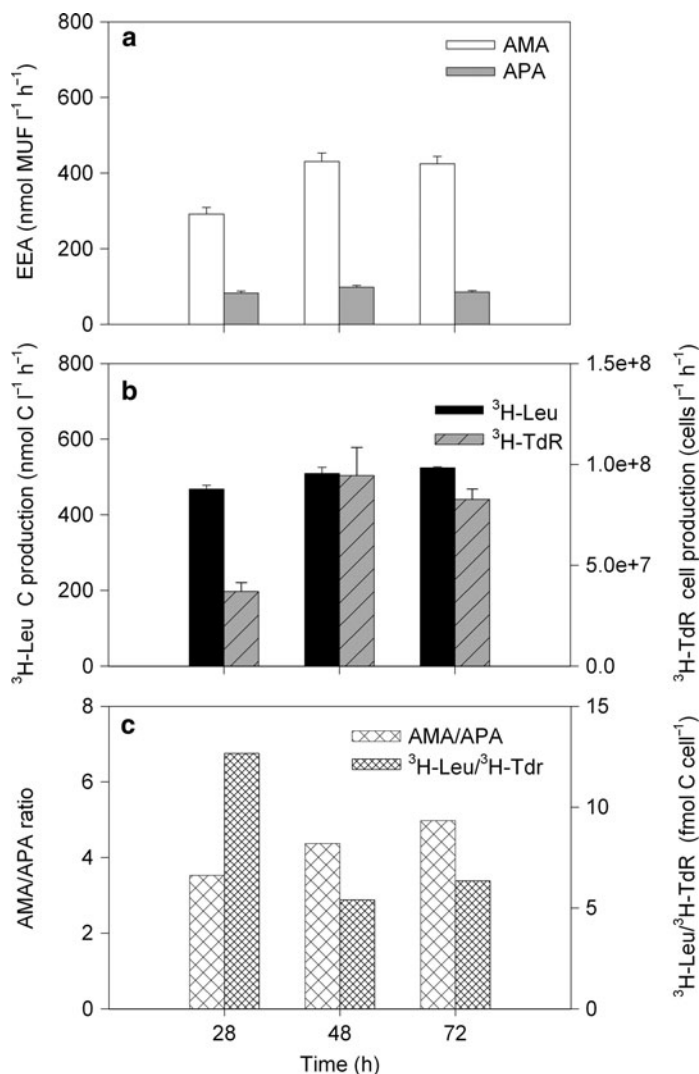 a
AMA
APA
800
600
400
200
0
EEA (nmol MUF l⁻¹ h⁻¹)
b
³H-Leu
³H-TdR
800
600
400
200
0
³H-Leu C production (nmol C l⁻¹ h⁻¹)
1.5e+8
1.0e+8
5.0e+7
0.0
³H-TdR cell production (cells l⁻¹ h⁻¹)
c
AMA/APA
³H-Leu/³H-Tdr
8
6
4
2
0
AMA/APA ratio
15
10
5
0
³H-Leu/³H-TdR (fmol C cell⁻¹)
28 48 72
Time (h)